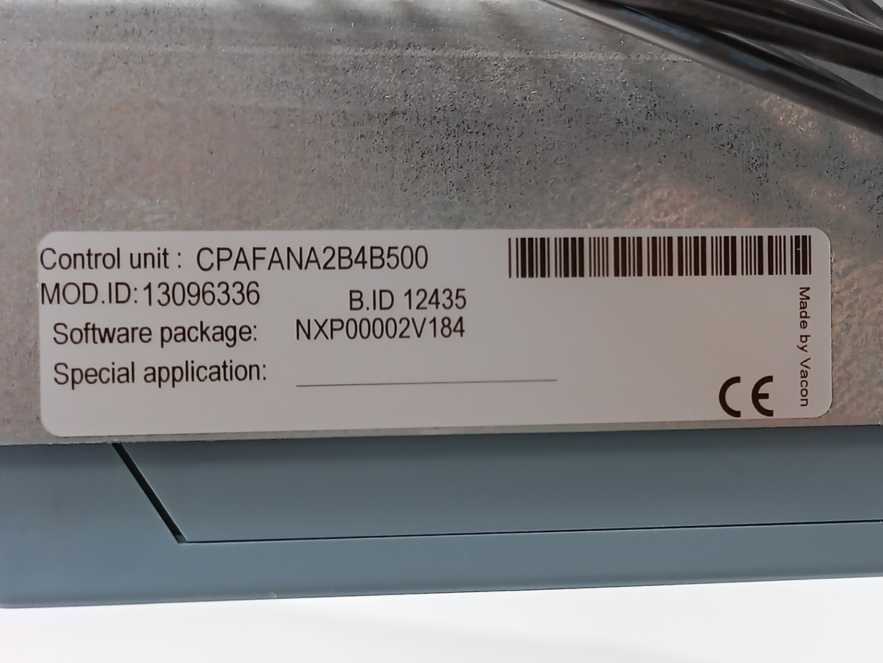 Control unit : CPAFANA2B4B500
MOD.ID:13096336 B.ID 12435
Software package: NXP00002V184
Special application:
Made by Vacon
CE